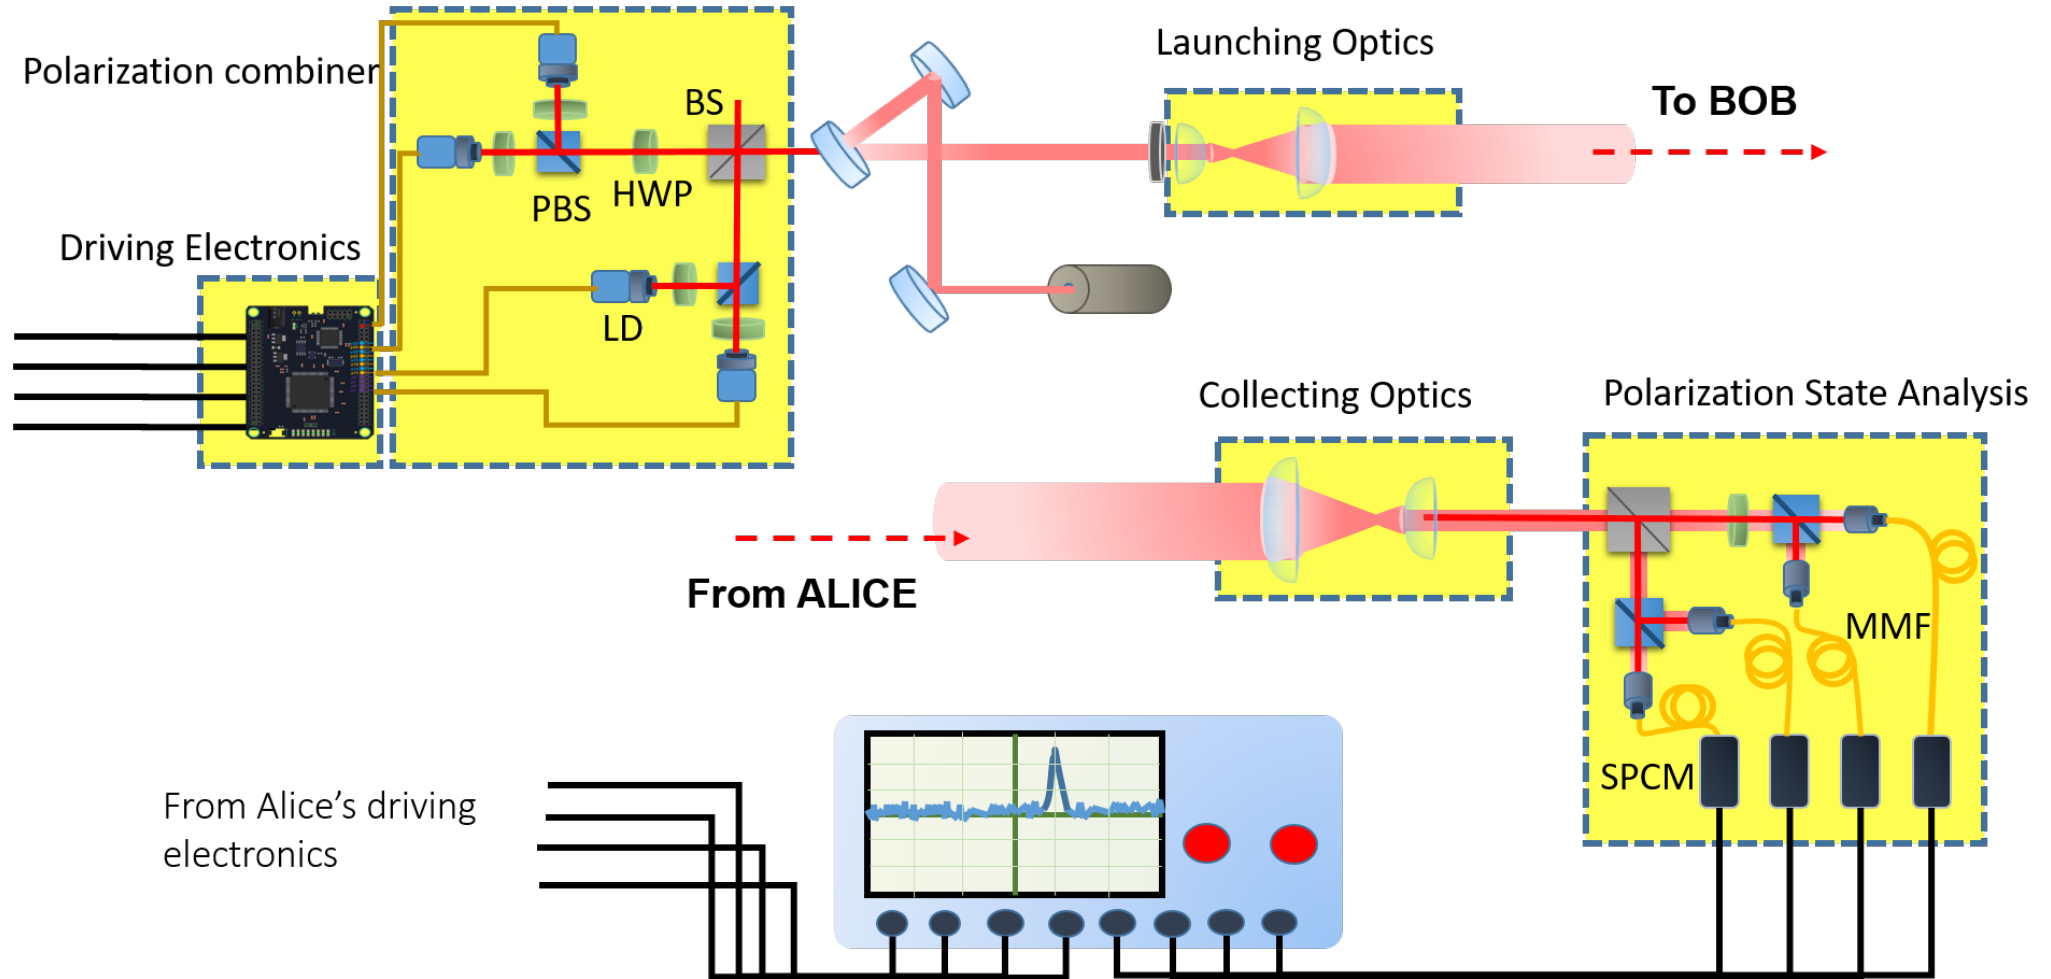 Polarization combiner
BS
Launching Optics
To BOB
PBS
HWP
Driving Electronics
LD
Collecting Optics
Polarization State Analysis
From ALICE
MMF
SPCM
From Alice's driving
electronics